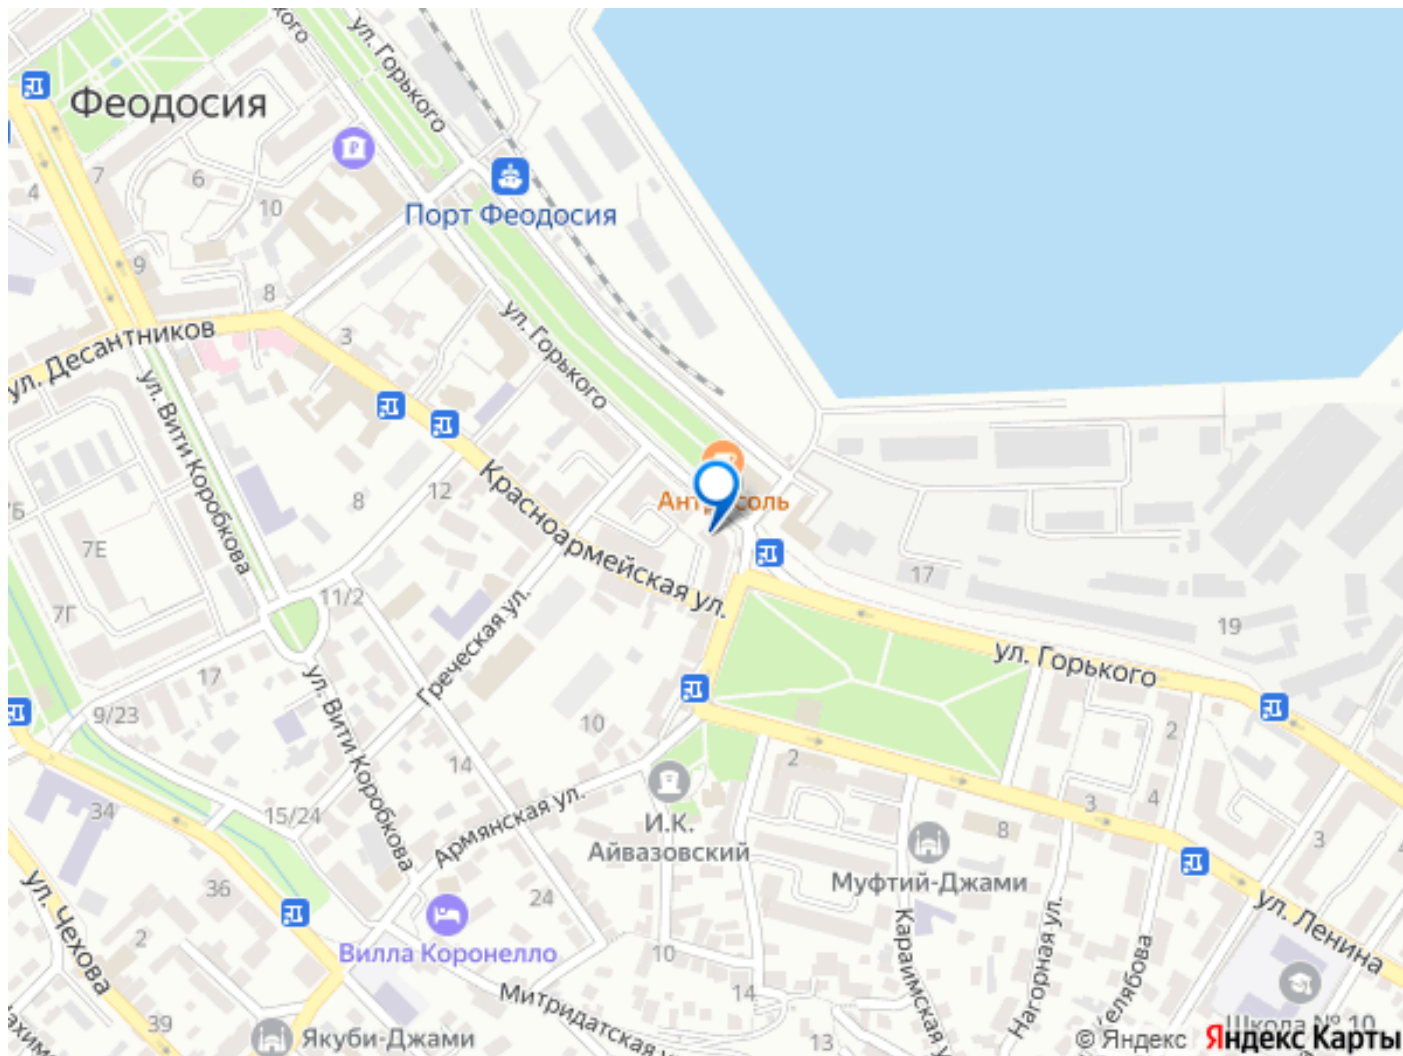 ского
ул. Горького
Феодосия
7
4
6
10
Порт Феодосия
9
8
3
ул. Горького
ул. Десантников
ул. Вити Коробкова
8
12
Красноармейская ул.
7Е
7Г
11/2
Греческая ул.
17
19
ул. Горького
17
9/23
ул. Вити Коробкова
10
14
2
2
И.К.
Айвазовский
Армянская ул.
15/24
34
3
4
8
3
Муфтий-Джами
36
24
Вилла Коронелло
ул. Чехова
2
10
14
13
Караимская ул.
Нагорная ул.
ул. Ленина
Митридатская
39
Якуби-Джами
Школа № 10
© Яндекс Яндекс Карты